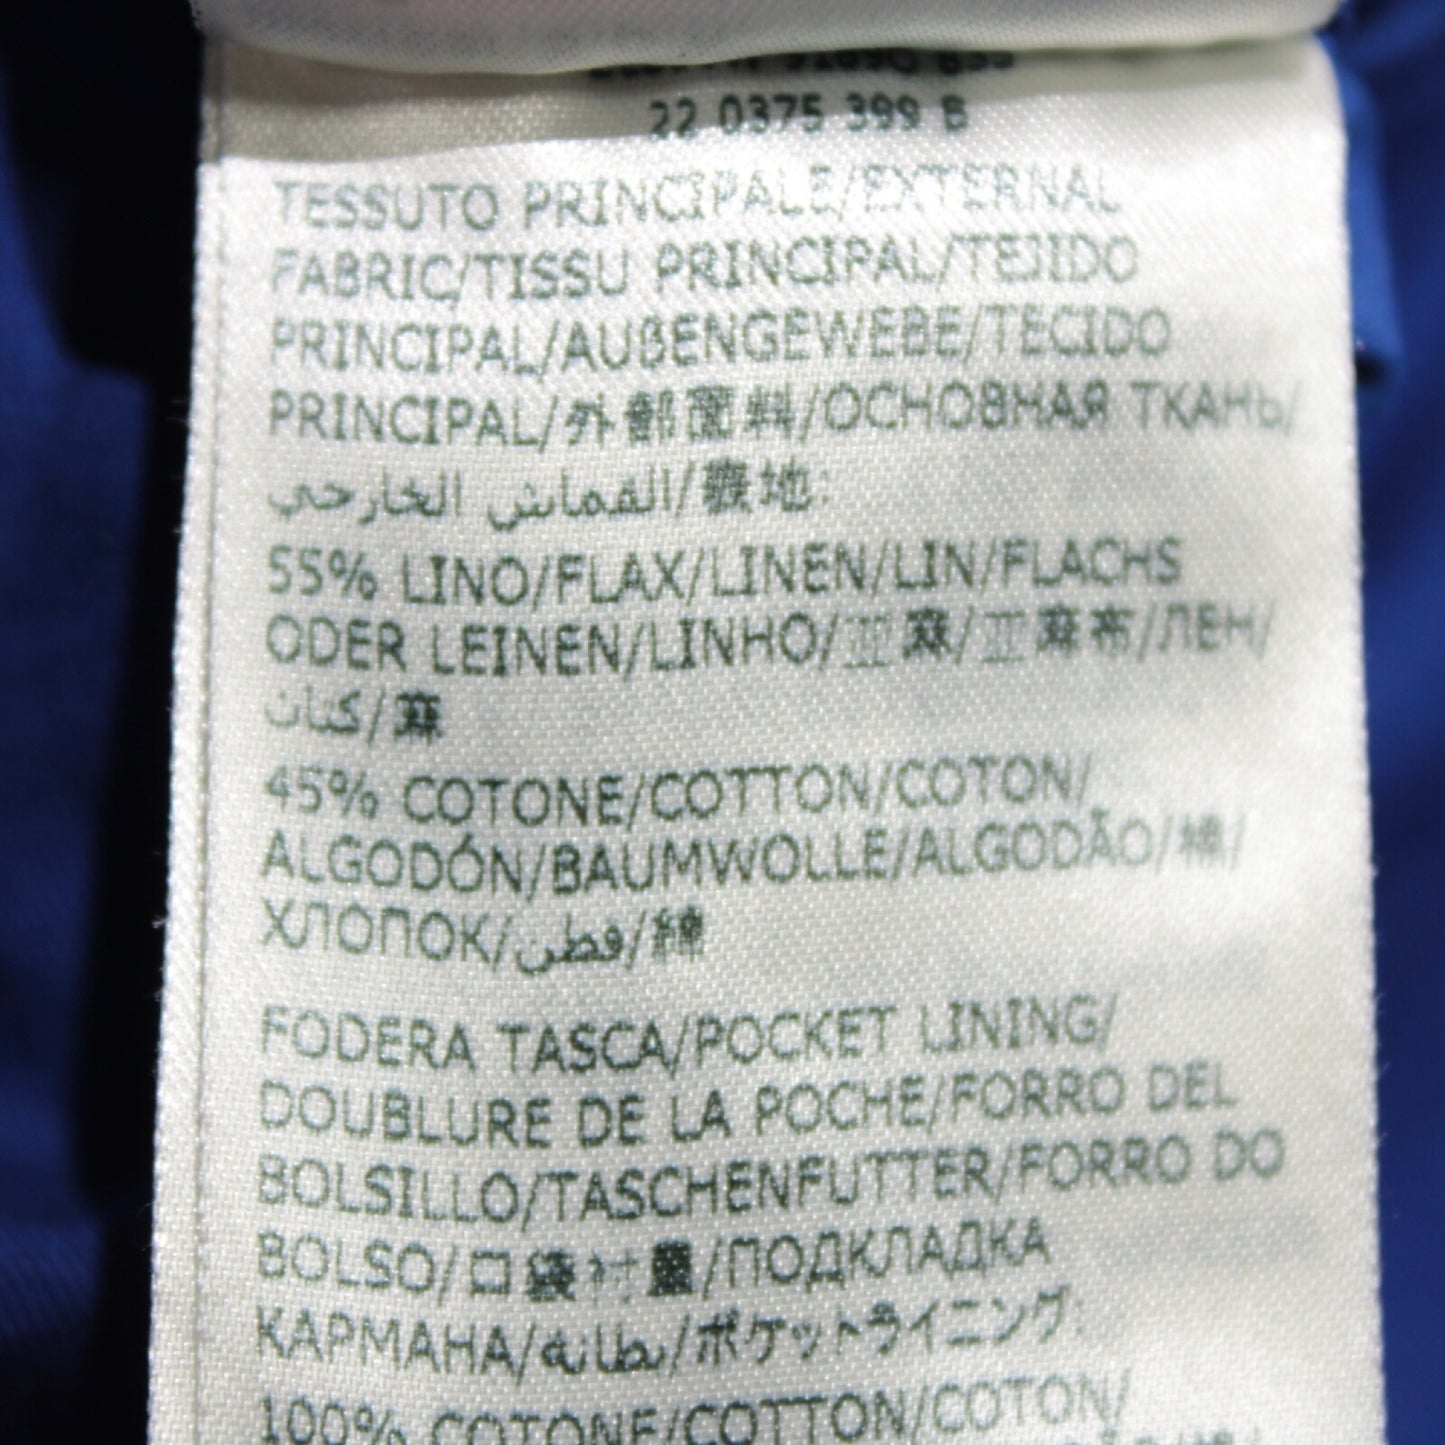 22 0375 399 B
TESSUTO PRINCIPALE/EXTERNAL
FABRIC/TISSU PRINCIPAL/TEJIDO
PRINCIPAL/AUßENGEWEBE/TECIDO
PRINCIPAL/外部面料/ОСНОВНАЯ ТКАНЬ/
القماش الخارجي/表地:
55% LINO/FLAX/LINEN/LIN/FLACHS
ODER LEINEN/LINHO/亚麻/亚麻布/ЛЕН/
كتان/麻
45% COTONE/COTTON/COTON/
ALGODÓN/BAUMWOLLE/ALGODÃO/棉/
ХЛОПОК/قطن/綿
FODERA TASCA/POCKET LINING/
DOUBLURE DE LA POCHE/FORRO DEL
BOLSILLO/TASCHENFUTTER/FORRO DO
BOLSO/口袋衬里/ПОДКЛАДКА
КАРМАНА/بطانة/ポケットライニング:
100% COTONE/COTTON/COTON/